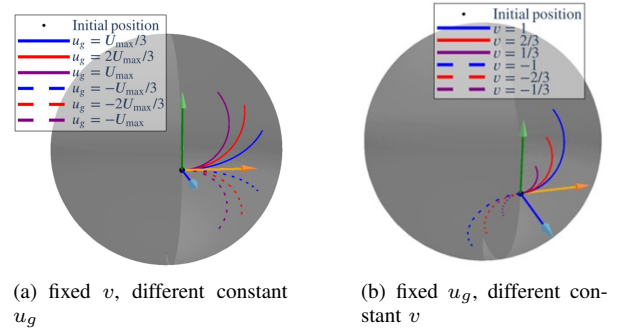 Initial position
u_g = U_max/3
u_g = 2U_max/3
u_g = U_max
u_g = −U_max/3
u_g = −2U_max/3
u_g = −U_max
Initial position
v = 1
v = 2/3
v = 1/3
v = −1
v = −2/3
v = −1/3
(a) fixed v, different constant
u_g
(b) fixed u_g, different con-
stant v